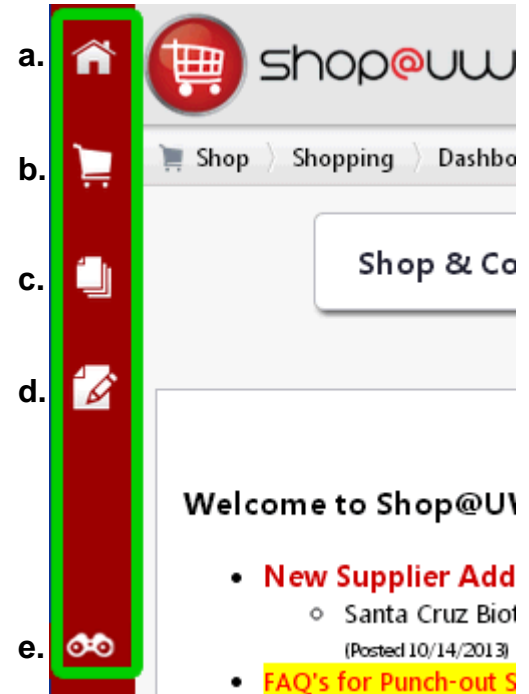 a.
shop@UW
b.
Shop Shopping Dashbo
c.
Shop & Co
d.
Welcome to Shop@UW
• New Supplier Add
○ Santa Cruz Biot
e.
(Posted 10/14/2013)
• FAQ's for Punch-out S